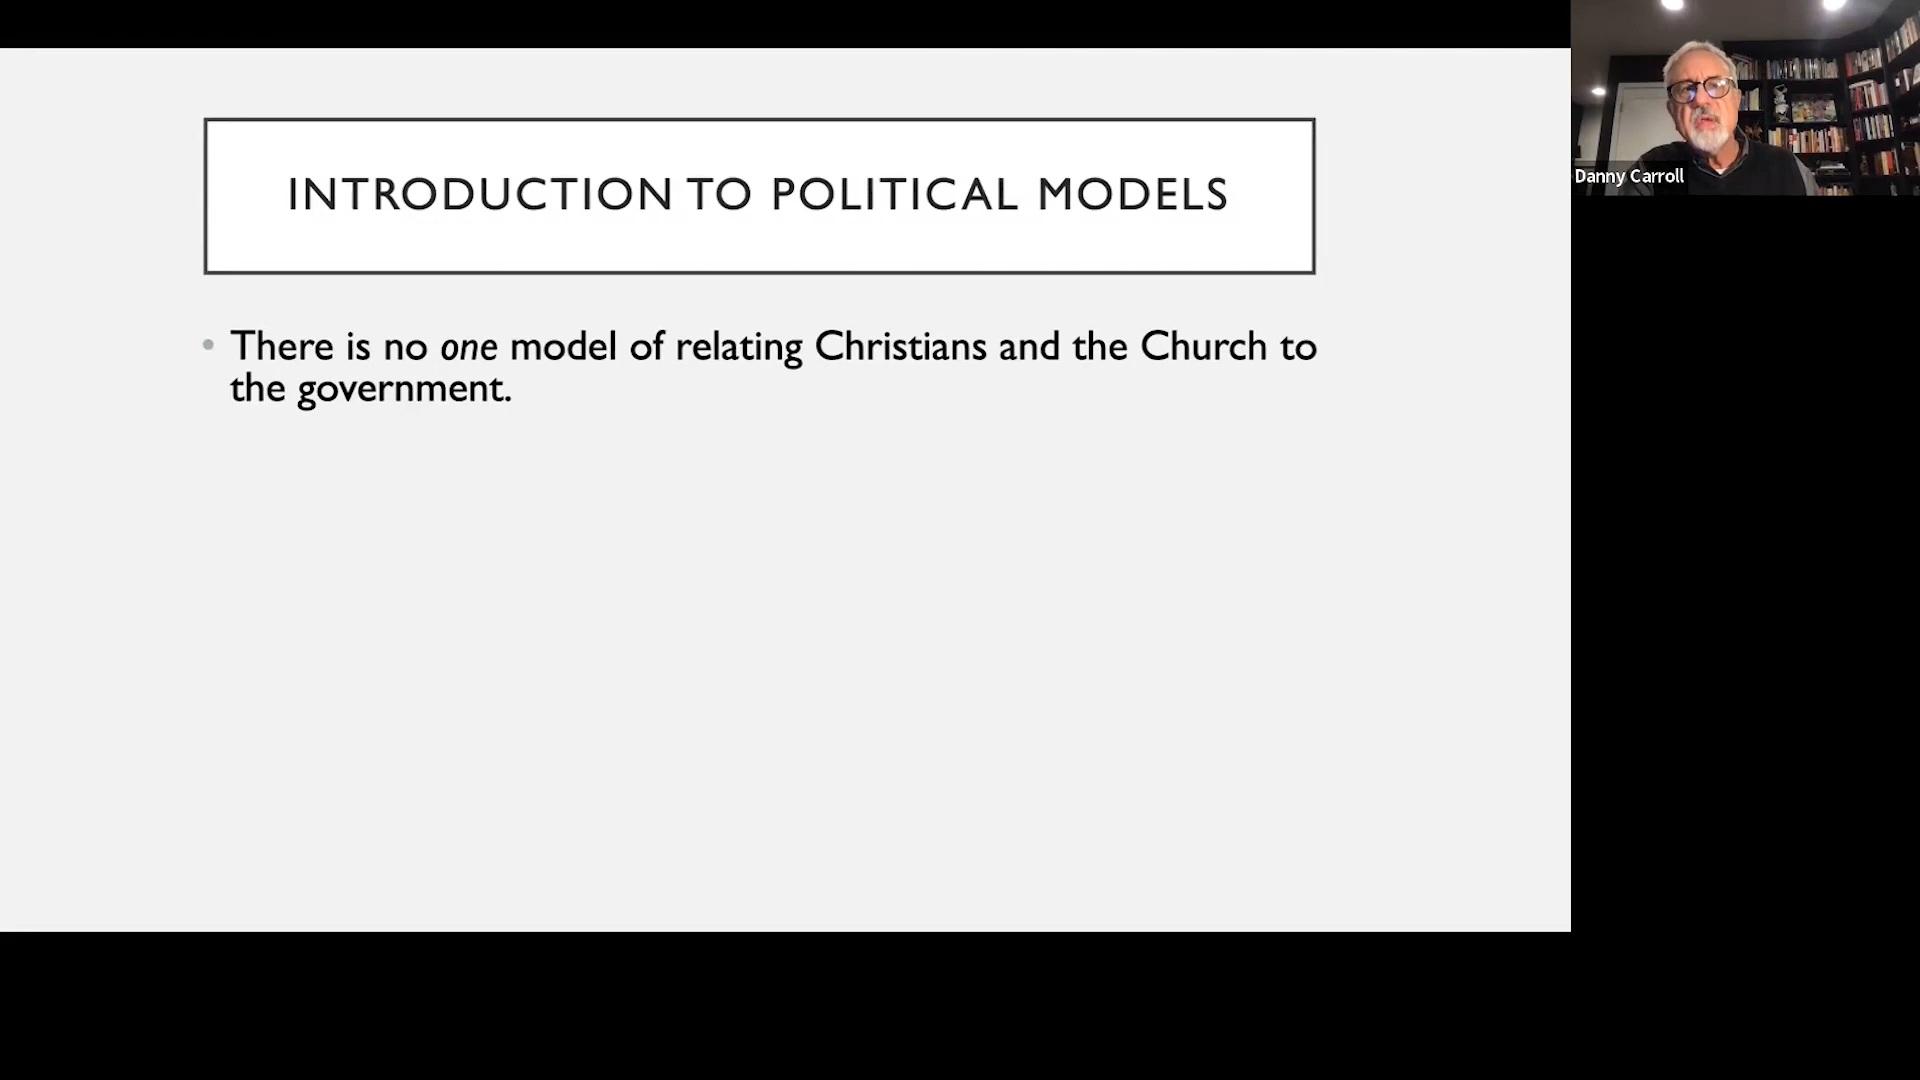 INTRODUCTION TO POLITICAL MODELS
• There is no one model of relating Christians and the Church to
the government.
Danny Carroll